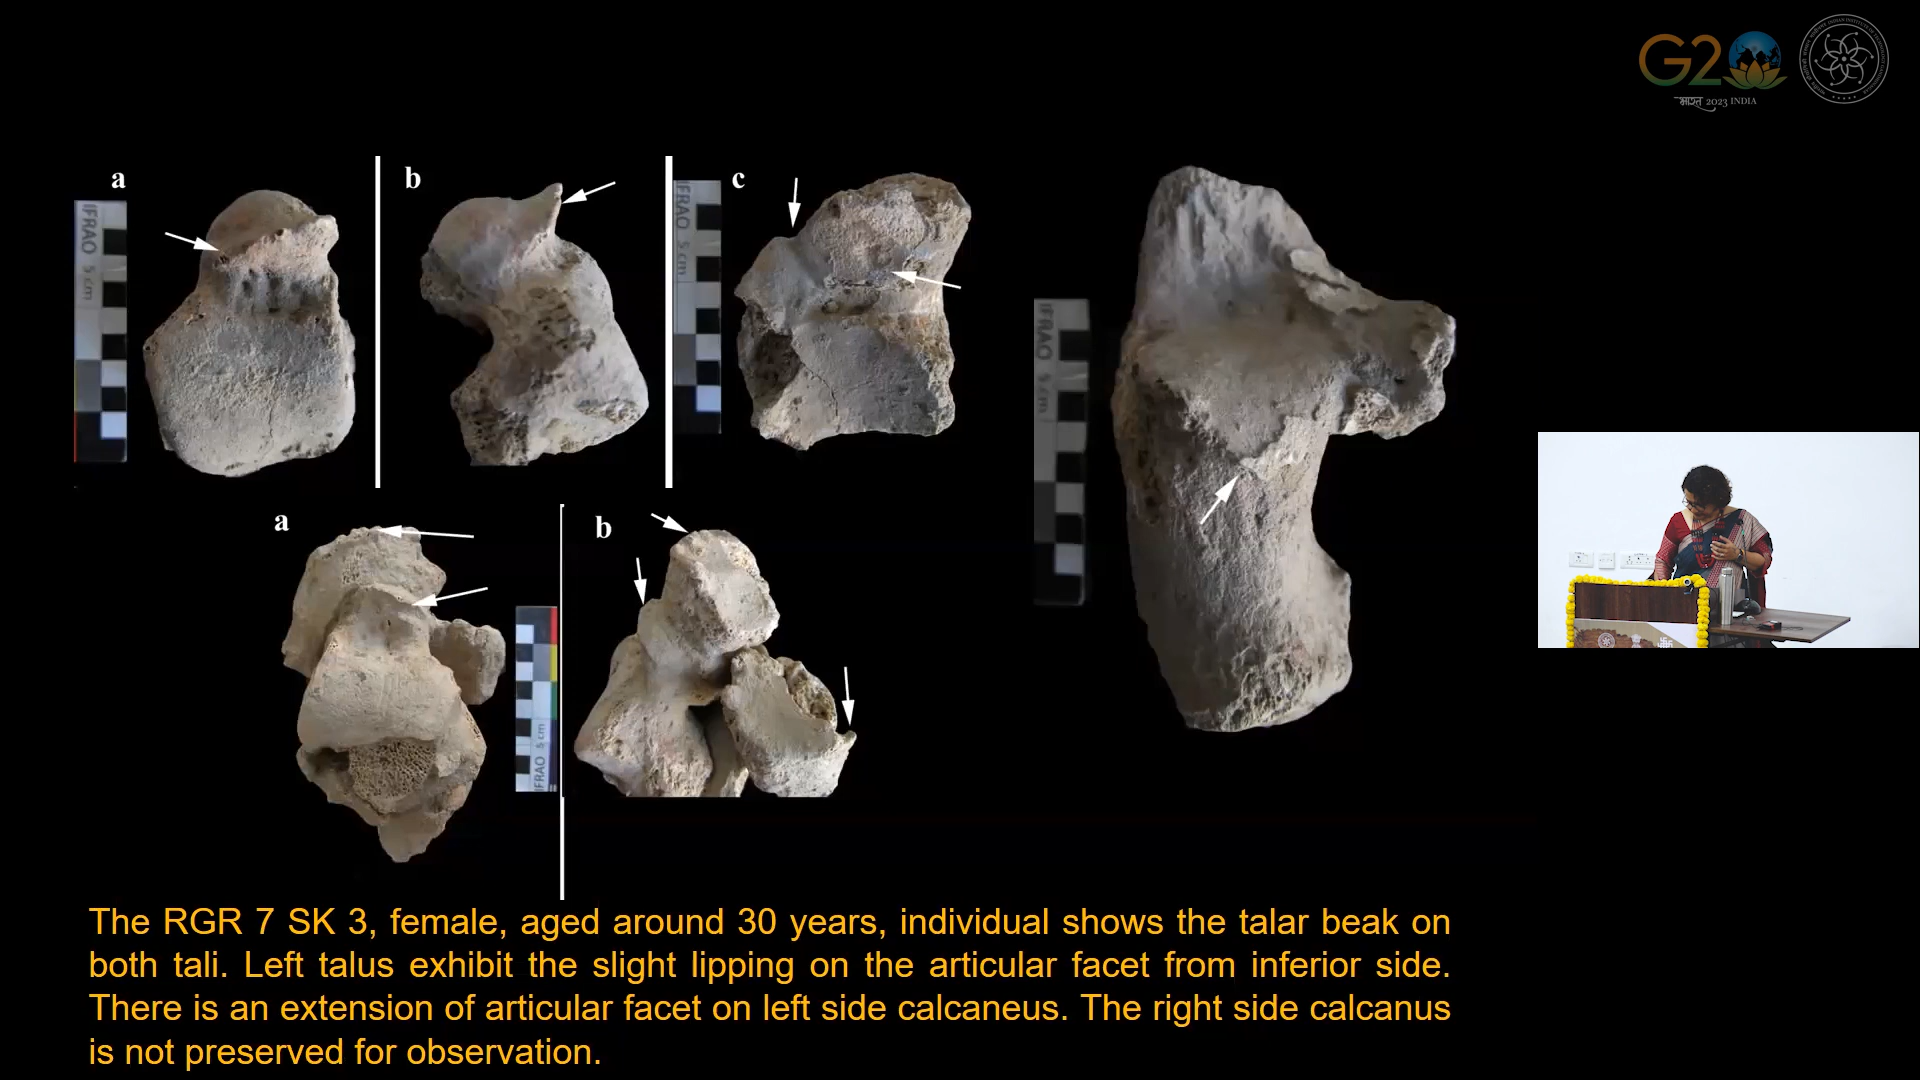 G20
भारत 2023 INDIA
a
b
c
IFRAO 5 cm
IFRAO 5 cm
IFRAO 5 cm
a
b
IFRAO 5 cm
The RGR 7 SK 3, female, aged around 30 years, individual shows the talar beak on
both tali. Left talus exhibit the slight lipping on the articular facet from inferior side.
There is an extension of articular facet on left side calcaneus. The right side calcanus
is not preserved for observation.